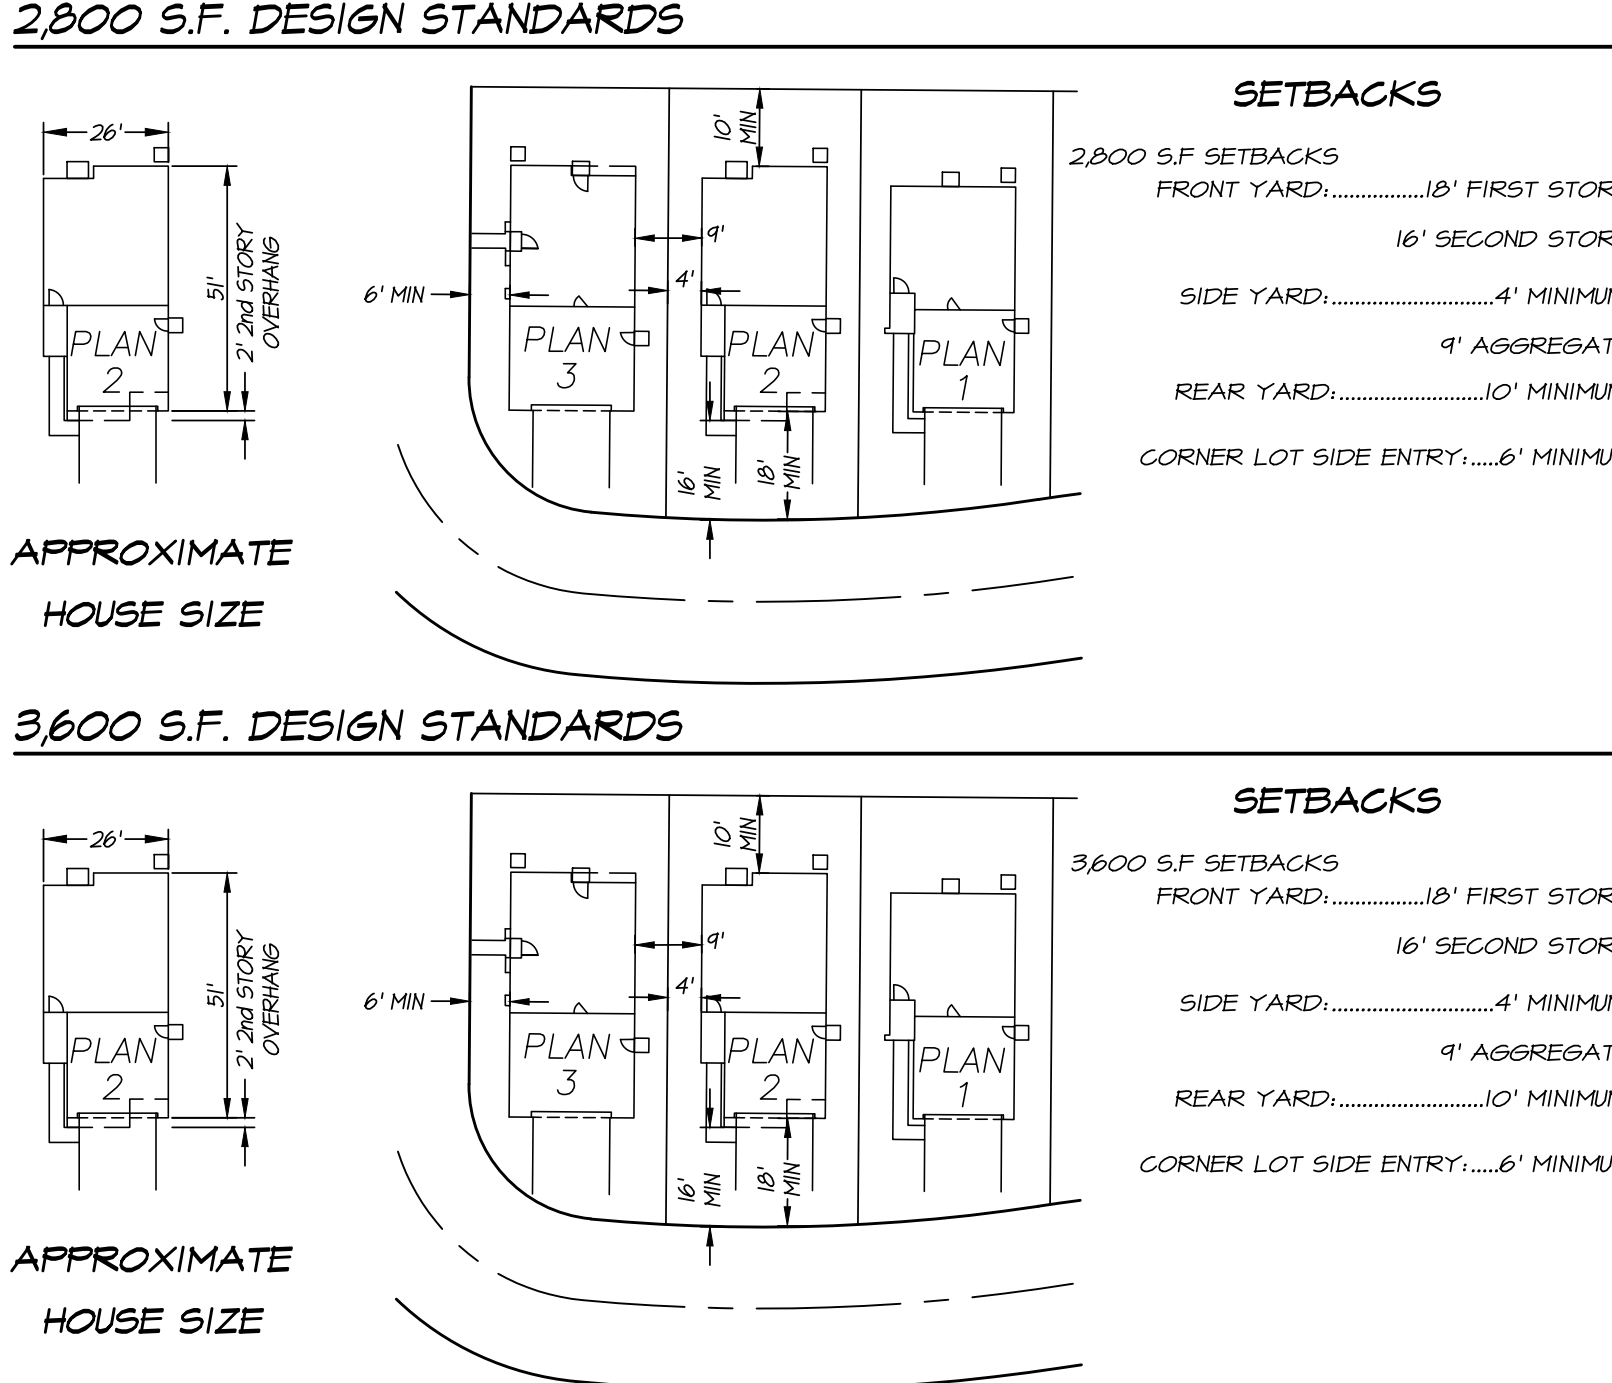 2,800 S.F. DESIGN STANDARDS
SETBACKS
26'
51'
2' 2nd STORY
OVERHANG
PLAN
2
APPROXIMATE
HOUSE SIZE
10'
MIN
9'
4'
6' MIN
PLAN
3
PLAN
2
PLAN
1
16'
MIN
18'
MIN
2,800 S.F SETBACKS
FRONT YARD:................18' FIRST STOR
16' SECOND STOR
SIDE YARD:............................4' MINIMUM
9' AGGREGAT
REAR YARD:.........................10' MINIMUM
CORNER LOT SIDE ENTRY:.....6' MINIMU
3,600 S.F. DESIGN STANDARDS
SETBACKS
26'
51'
2' 2nd STORY
OVERHANG
PLAN
2
APPROXIMATE
HOUSE SIZE
10'
MIN
9'
4'
6' MIN
PLAN
3
PLAN
2
PLAN
1
16'
MIN
18'
MIN
3,600 S.F SETBACKS
FRONT YARD:................18' FIRST STOR
16' SECOND STOR
SIDE YARD:............................4' MINIMUM
9' AGGREGAT
REAR YARD:.........................10' MINIMUM
CORNER LOT SIDE ENTRY:.....6' MINIMU